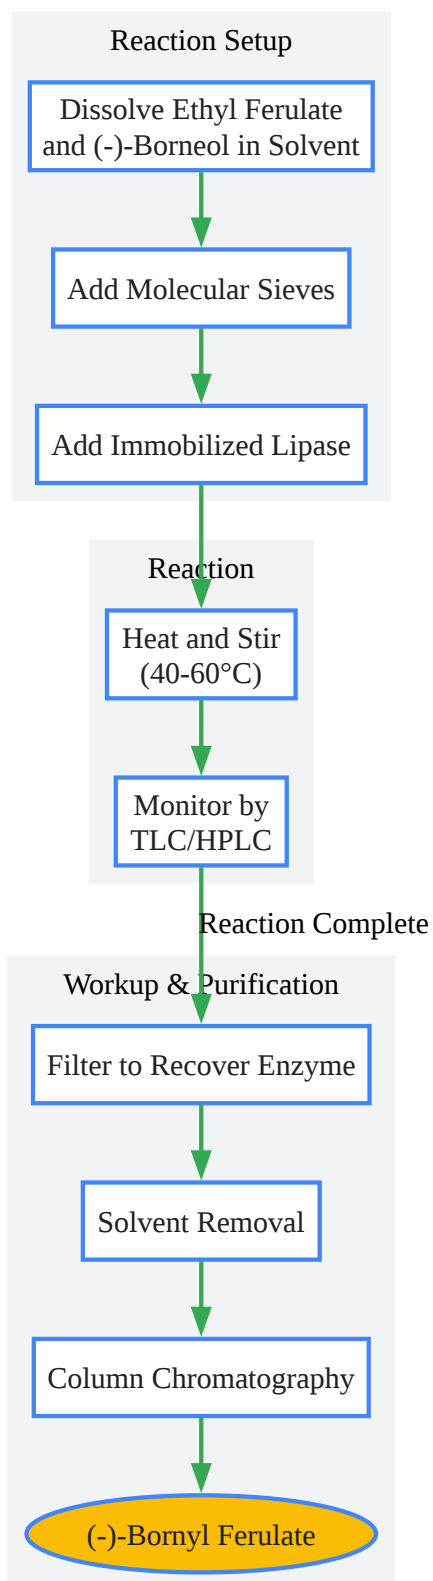 Reaction Setup
Dissolve Ethyl Ferulate
and (-)-Borneol in Solvent
Add Molecular Sieves
Add Immobilized Lipase
Reaction
Heat and Stir
(40-60°C)
Monitor by
TLC/HPLC
Reaction Complete
Workup & Purification
Filter to Recover Enzyme
Solvent Removal
Column Chromatography
(-)-Bornyl Ferulate